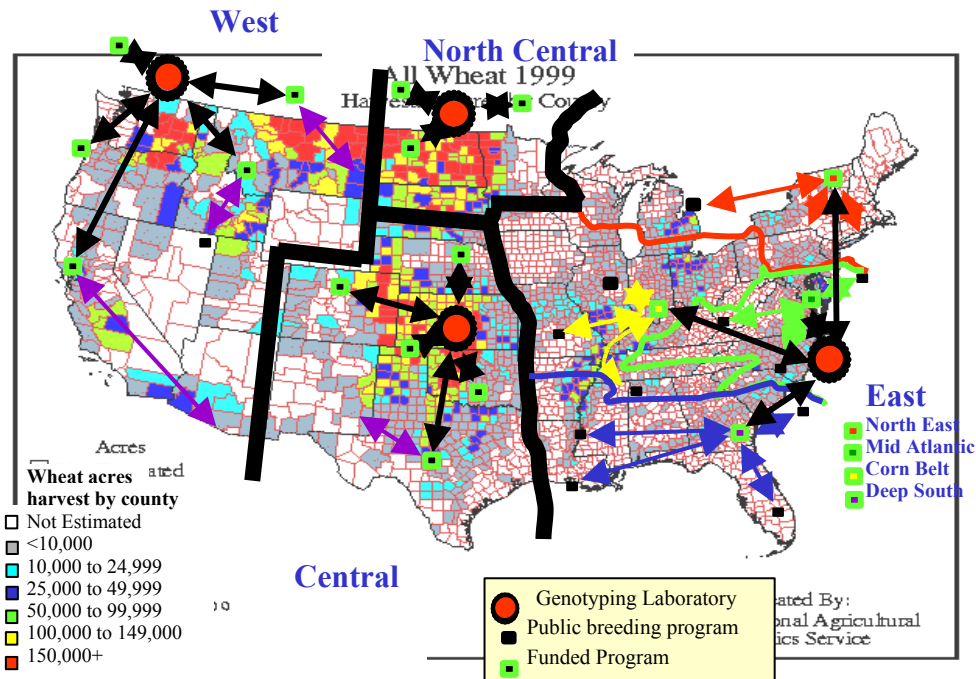 West
North Central
All Wheat 1999
County
East
North East
Mid Atlantic
Corn Belt
Deep South
Acres
ated
Wheat acres
harvest by county
Not Estimated
<10,000
10,000 to 24,999
25,000 to 49,999
50,000 to 99,999
100,000 to 149,000
150,000+
Central
Genotyping Laboratory
Public breeding program
Funded Program
ated By:
onal Agricultural
ics Service